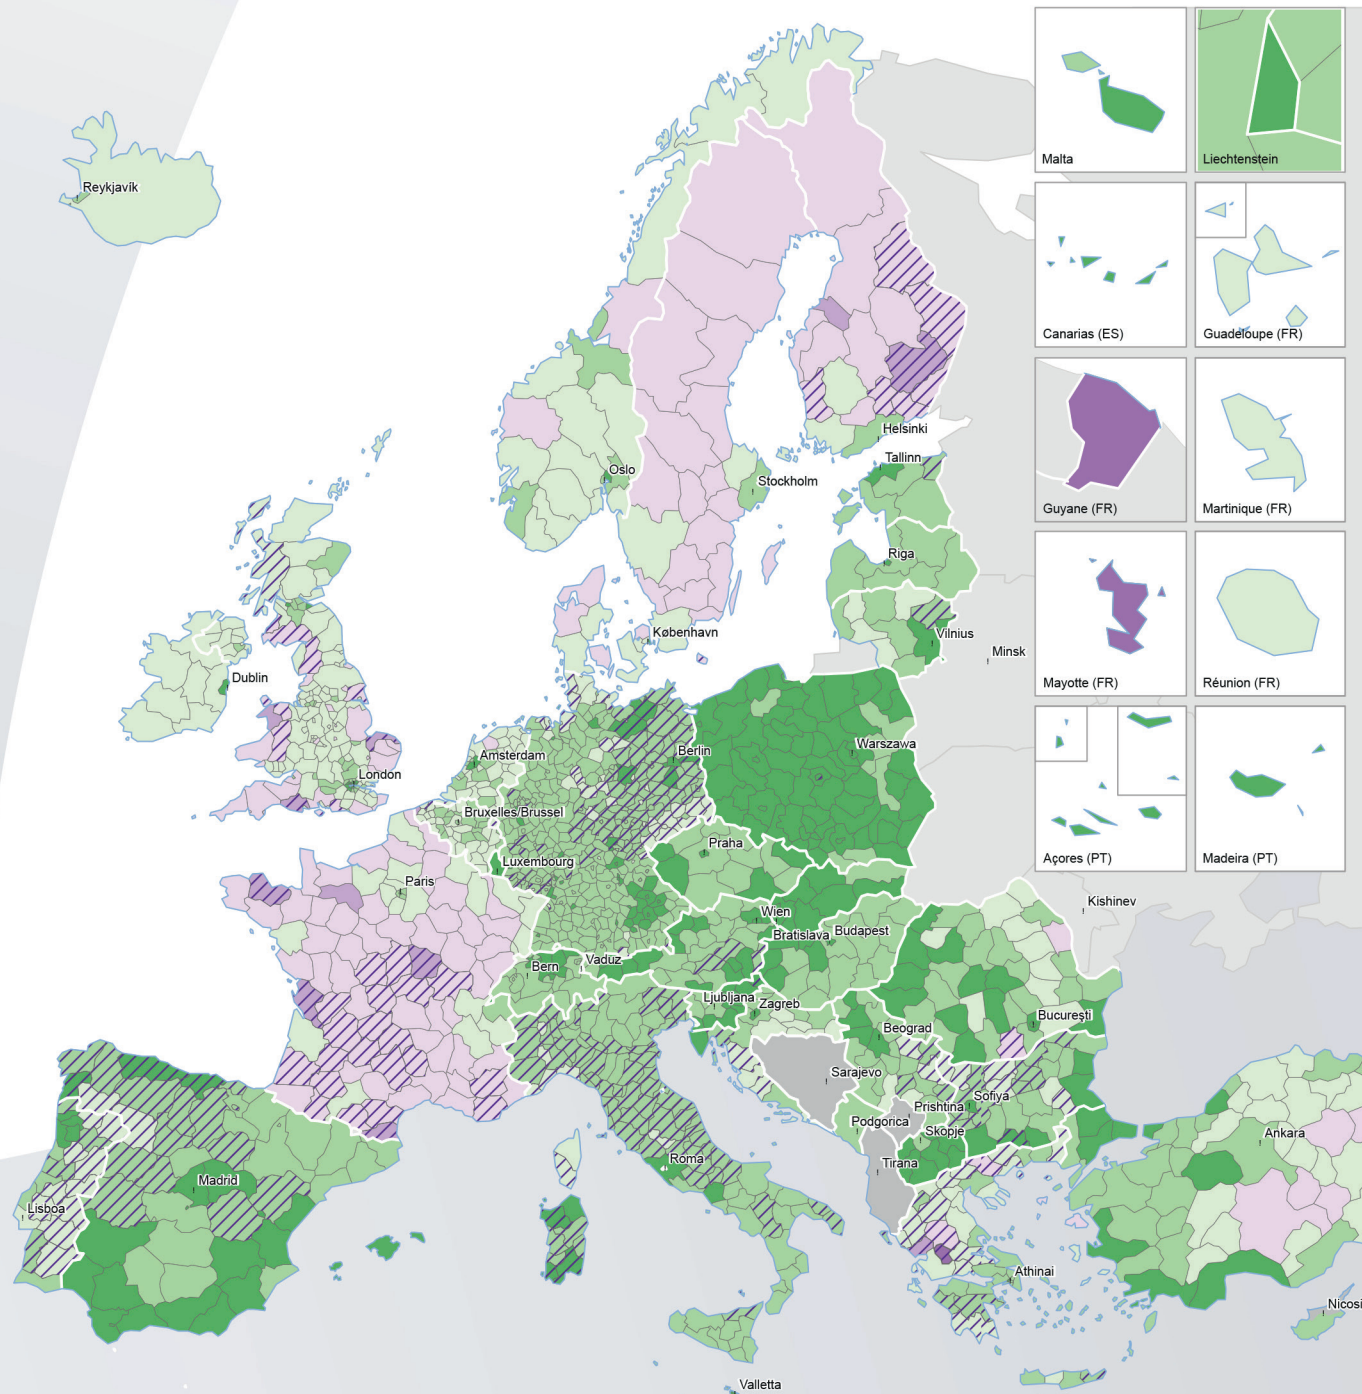 Reykjavík
Malta
Liechtenstein
Canarias (ES)
Guadeloupe (FR)
Guyane (FR)
Martinique (FR)
Mayotte (FR)
Réunion (FR)
Açores (PT)
Madeira (PT)
Helsinki
Tallinn
Oslo
Stockholm
Riga
København
Vilnius
Minsk
Dublin
Amsterdam
Berlin
Warszawa
London
Bruxelles/Brussel
Luxembourg
Praha
Paris
Kishinev
Wien
Bratislava
Budapest
Bern
Vaduz
Ljubljana
Zagreb
Bucureşti
Beograd
Sarajevo
Sofiya
Prishtina
Podgorica
Skopje
Ankara
Roma
Tirana
Madrid
Lisboa
Athinai
Nicosi
Valletta